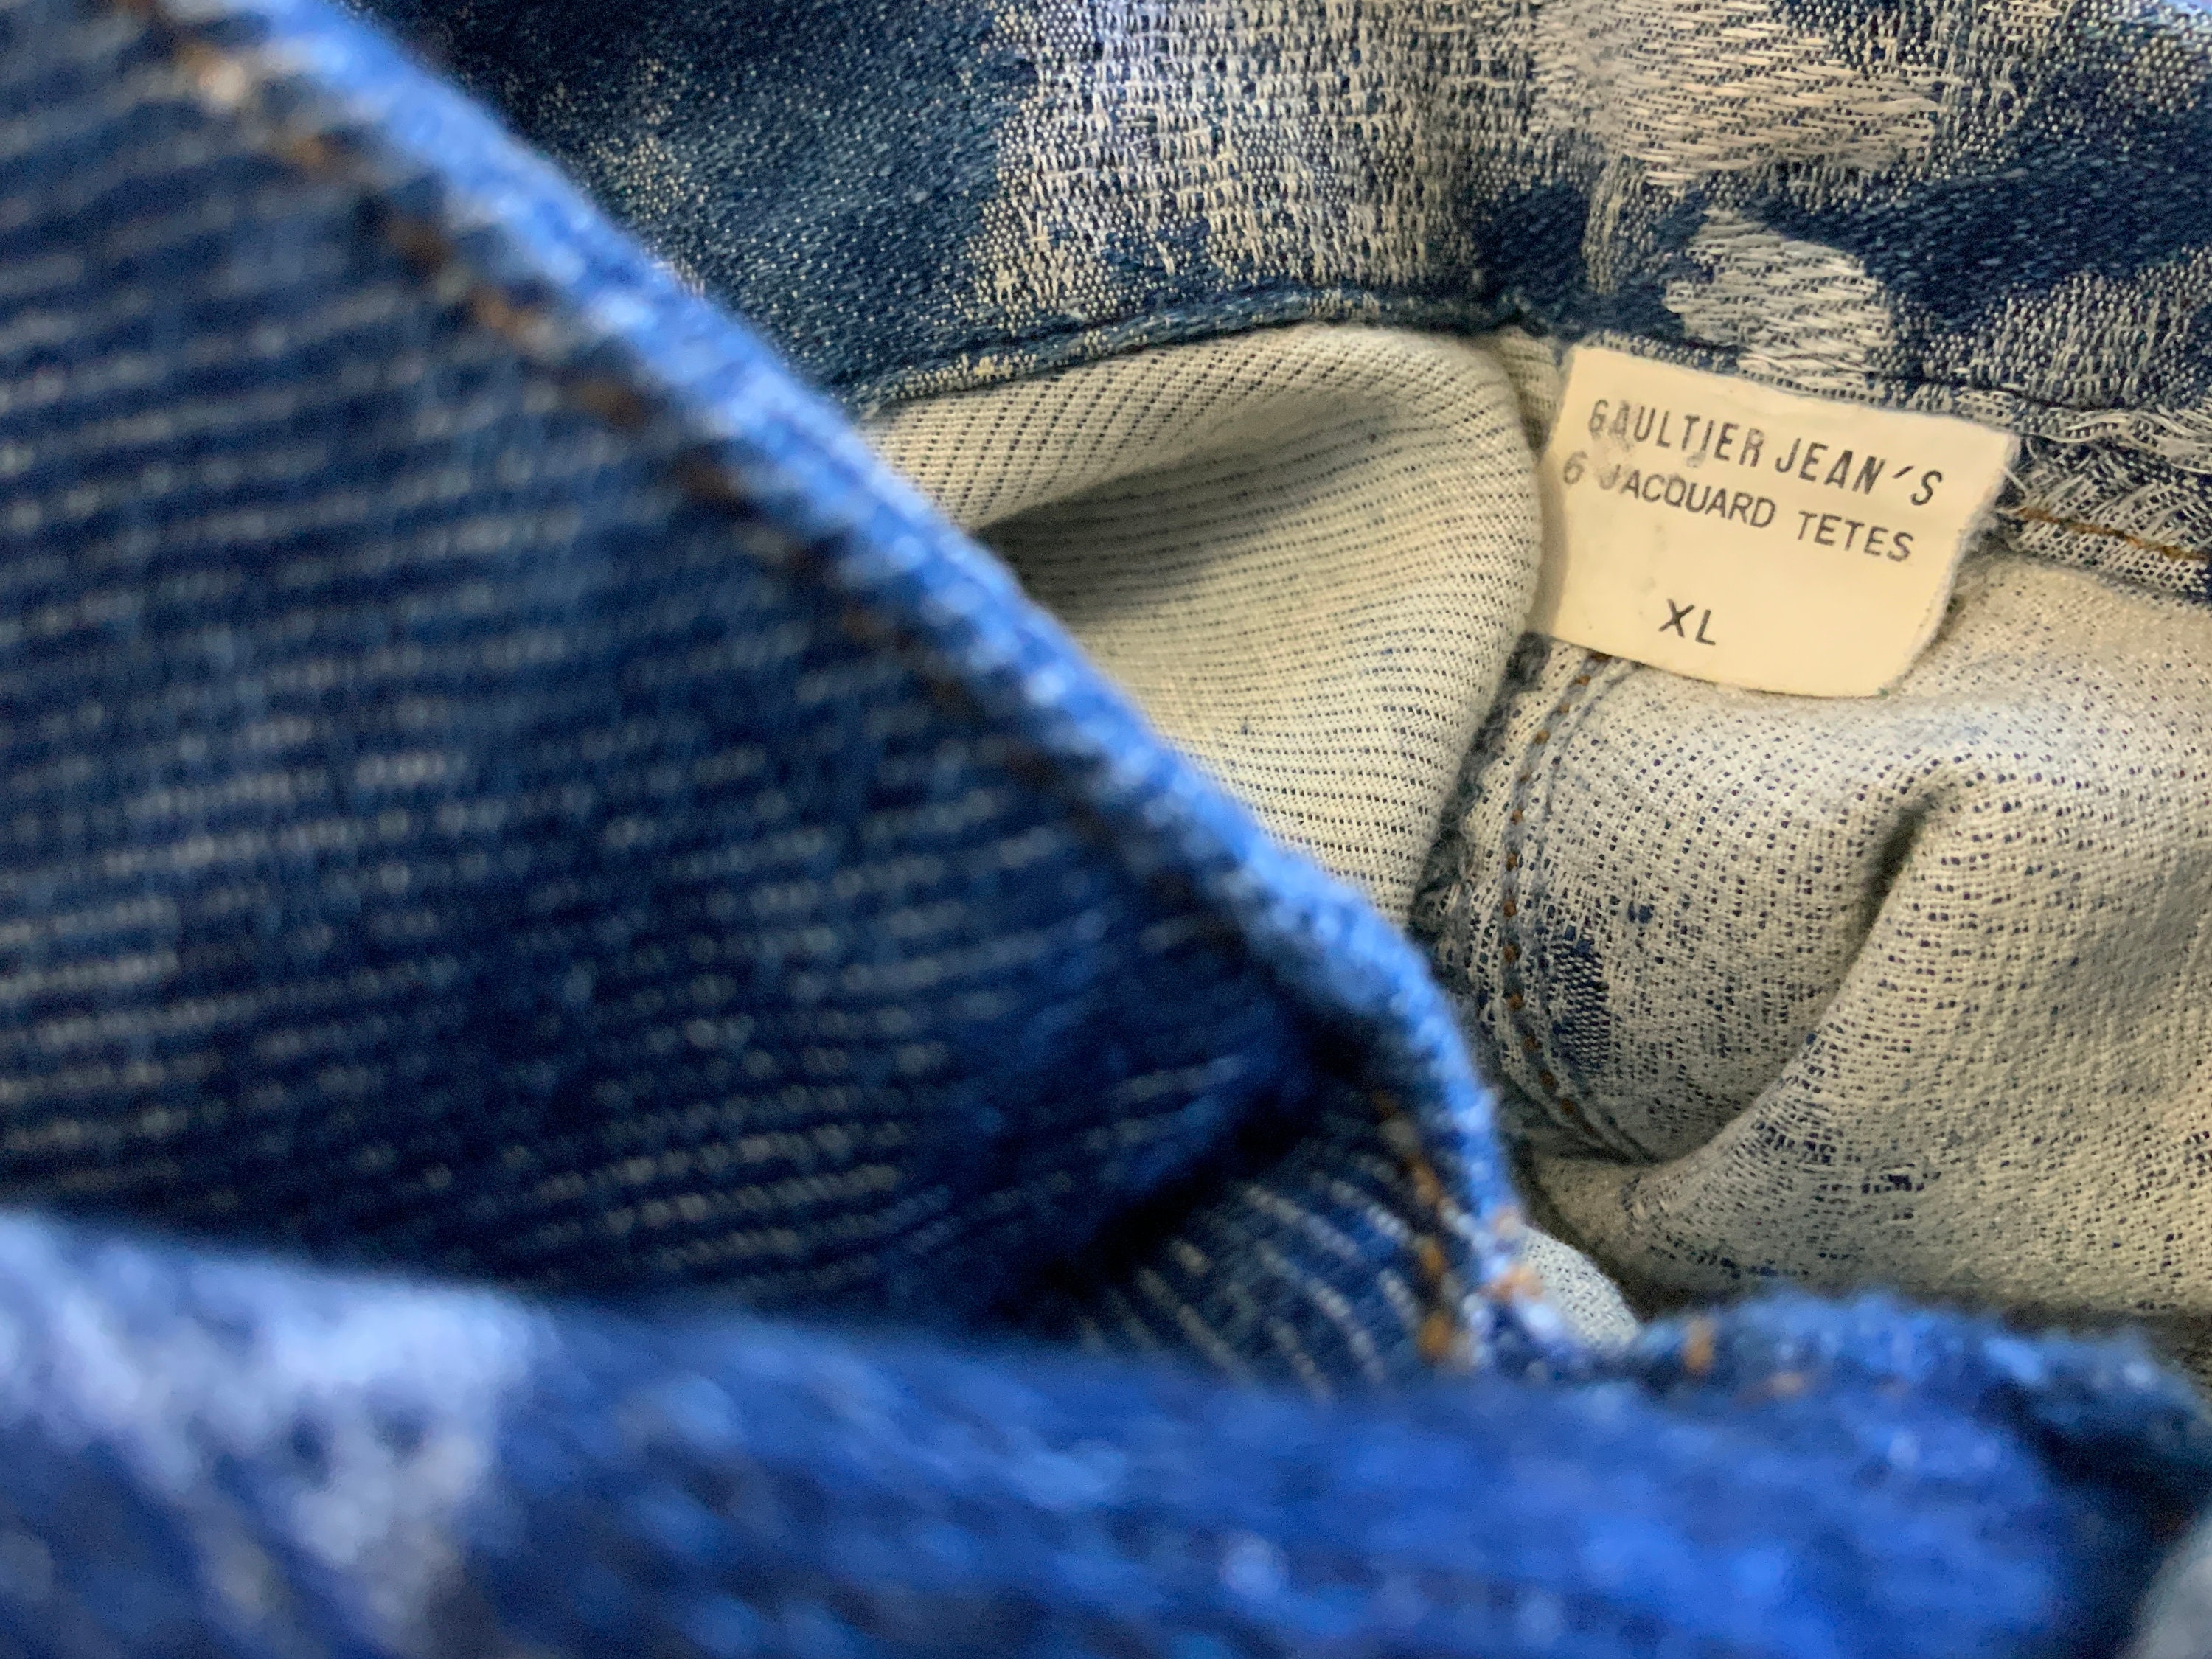 GAULTIER JEAN'S
6 JACQUARD TETES
XL